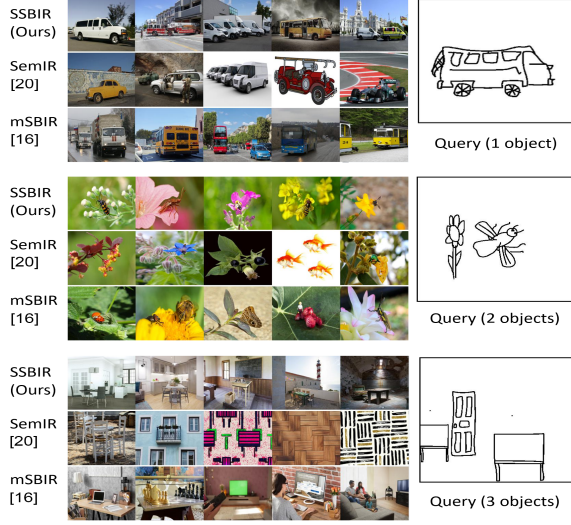 SSBIR
(Ours)
SemIR
[20]
mSBIR
[16]
Query (1 object)
SSBIR
(Ours)
SemIR
[20]
mSBIR
[16]
Query (2 objects)
SSBIR
(Ours)
SemIR
[20]
mSBIR
[16]
Query (3 objects)